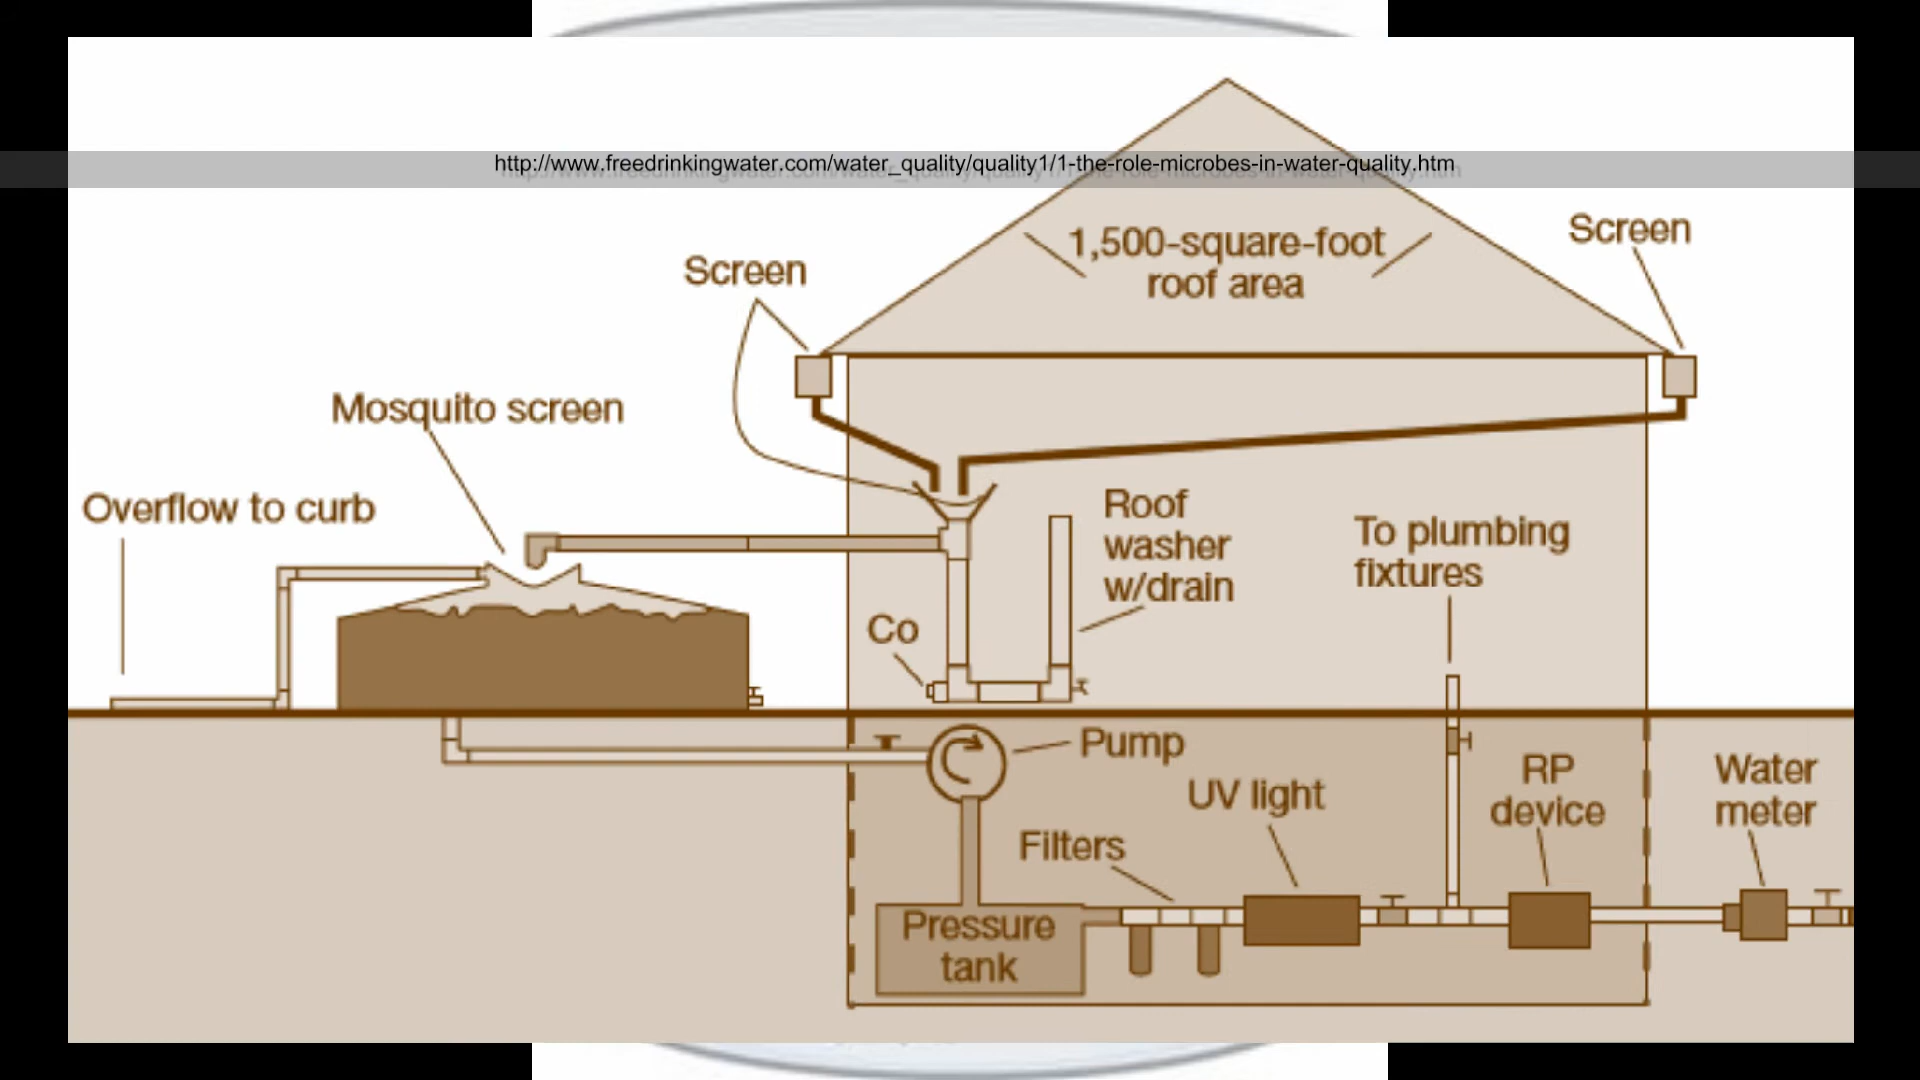 http://www.freedrinkingwater.com/water_quality/quality1/1-the-role-microbes-in-water-quality.htm
1,500-square-foot
roof area
Screen
Screen
Mosquito screen
Overflow to curb
Roof
washer
w/drain
To plumbing
fixtures
Co
Pump
UV light
RP
device
Water
meter
Filters
Pressure
tank